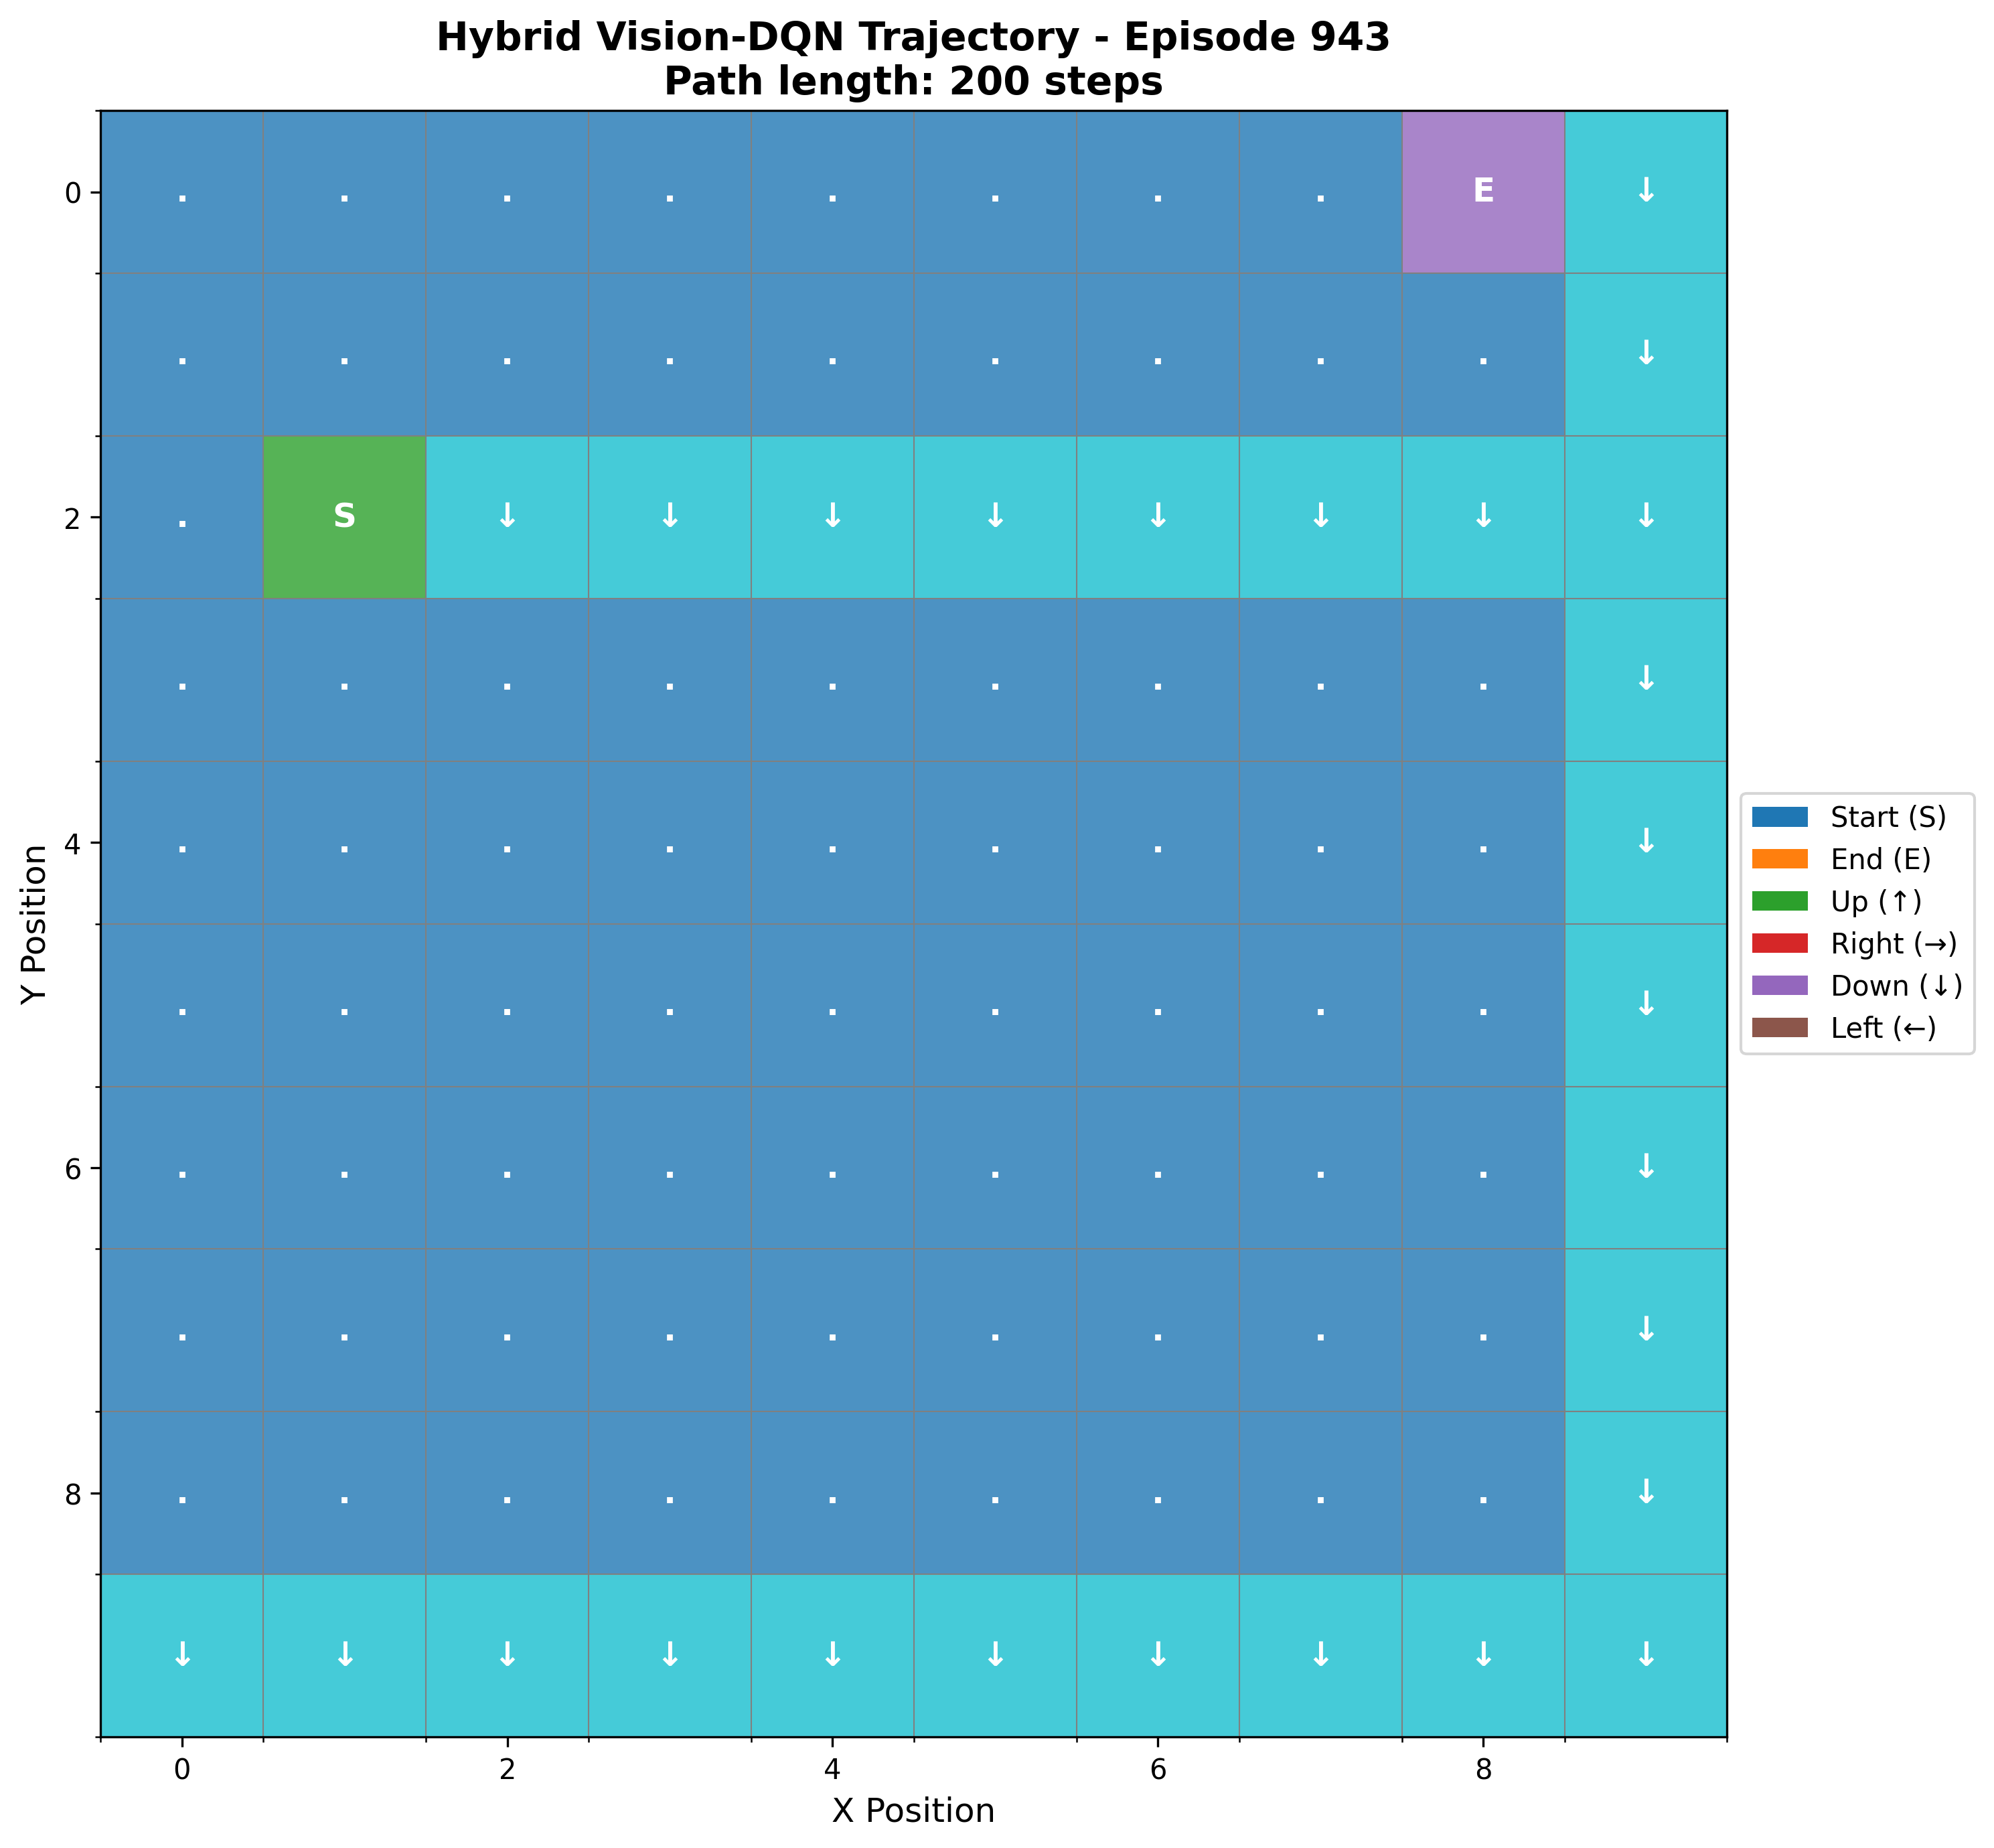 Hybrid Vision-DQN Trajectory - Episode 943
Path length: 200 steps
0 . . . . . . . . E ↓
. . . . . . . . . ↓
2 . S ↓ ↓ ↓ ↓ ↓ ↓ ↓ ↓
. . . . . . . . . ↓
4 . . . . . . . . . ↓
. . . . . . . . . ↓
6 . . . . . . . . . ↓
. . . . . . . . . ↓
8 . . . . . . . . . ↓
↓ ↓ ↓ ↓ ↓ ↓ ↓ ↓ ↓ ↓
0 2 4 6 8
X Position
Y Position
Start (S)
End (E)
Up (↑)
Right (→)
Down (↓)
Left (←)